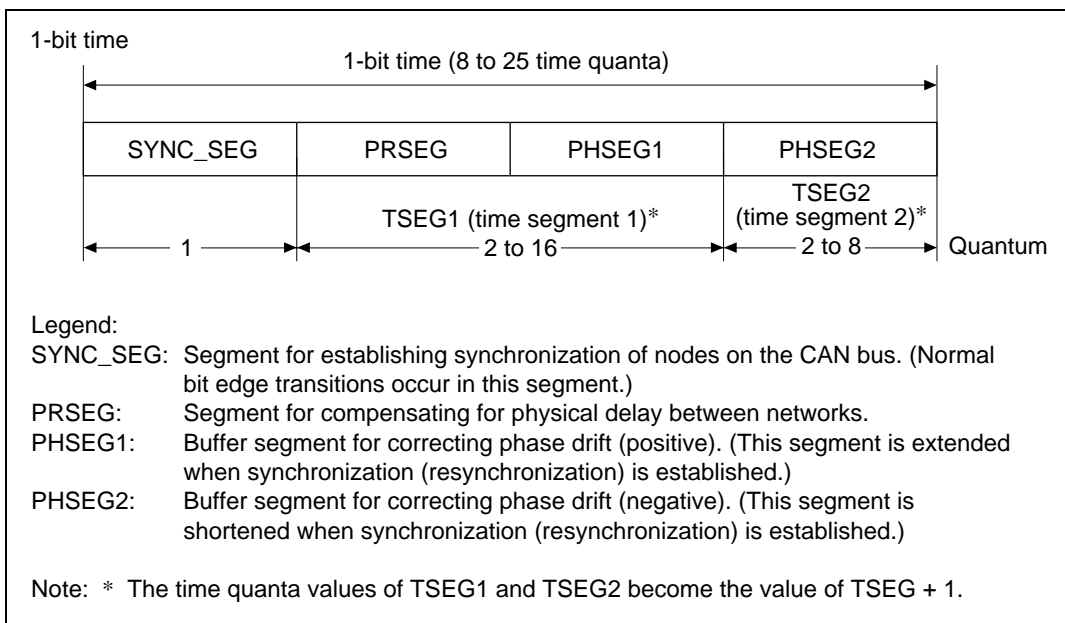 1-bit time
1-bit time (8 to 25 time quanta)
SYNC_SEG PRSEG PHSEG1 PHSEG2
TSEG1 (time segment 1)*
TSEG2
(time segment 2)*
1 2 to 16 2 to 8 Quantum
Legend:
SYNC_SEG: Segment for establishing synchronization of nodes on the CAN bus. (Normal
bit edge transitions occur in this segment.)
PRSEG: Segment for compensating for physical delay between networks.
PHSEG1: Buffer segment for correcting phase drift (positive). (This segment is extended
when synchronization (resynchronization) is established.)
PHSEG2: Buffer segment for correcting phase drift (negative). (This segment is
shortened when synchronization (resynchronization) is established.)
Note: * The time quanta values of TSEG1 and TSEG2 become the value of TSEG + 1.